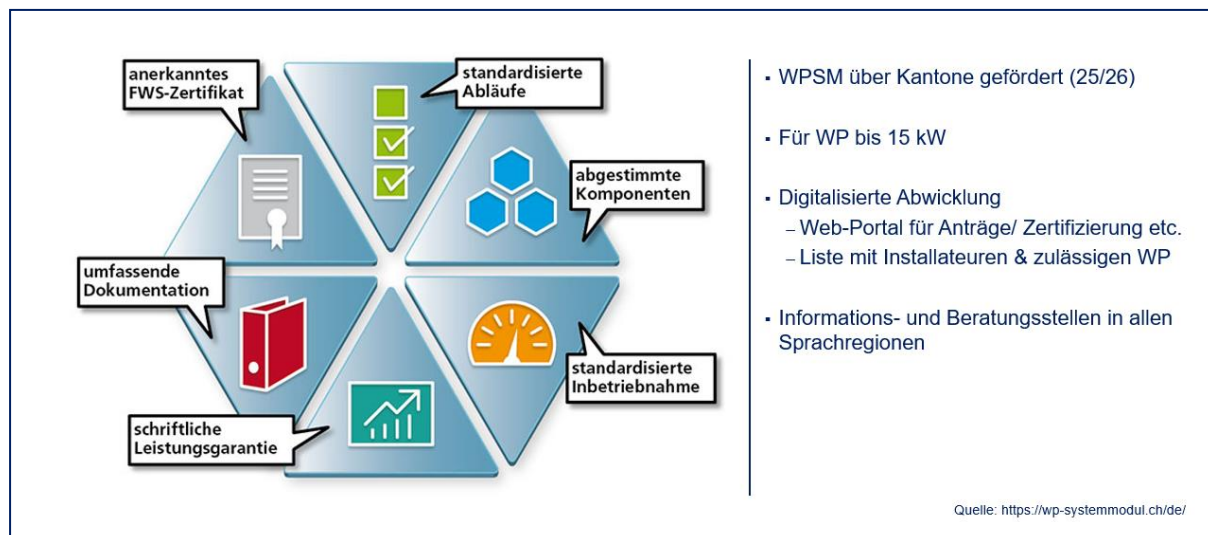 anerkanntes
FWS-Zertifikat
standardisierte
Abläufe
abgestimmte
Komponenten
umfassende
Dokumentation
standardisierte
Inbetriebnahme
schriftliche
Leistungsgarantie
▪ WPSM über Kantone gefördert (25/26)
▪ Für WP bis 15 kW
▪ Digitalisierte Abwicklung
– Web-Portal für Anträge/ Zertifizierung etc.
– Liste mit Installateuren & zulässigen WP
▪ Informations- und Beratungsstellen in allen
Sprachregionen
Quelle: https://wp-systemmodul.ch/de/